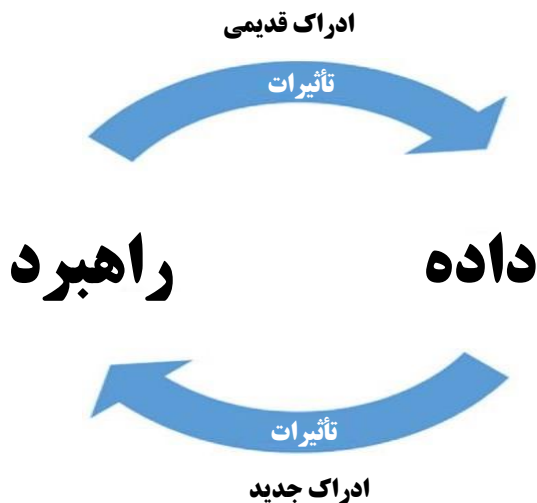 ادراک قدیمی
تأثیرات
داده
راهبرد
تأثیرات
ادراک جدید